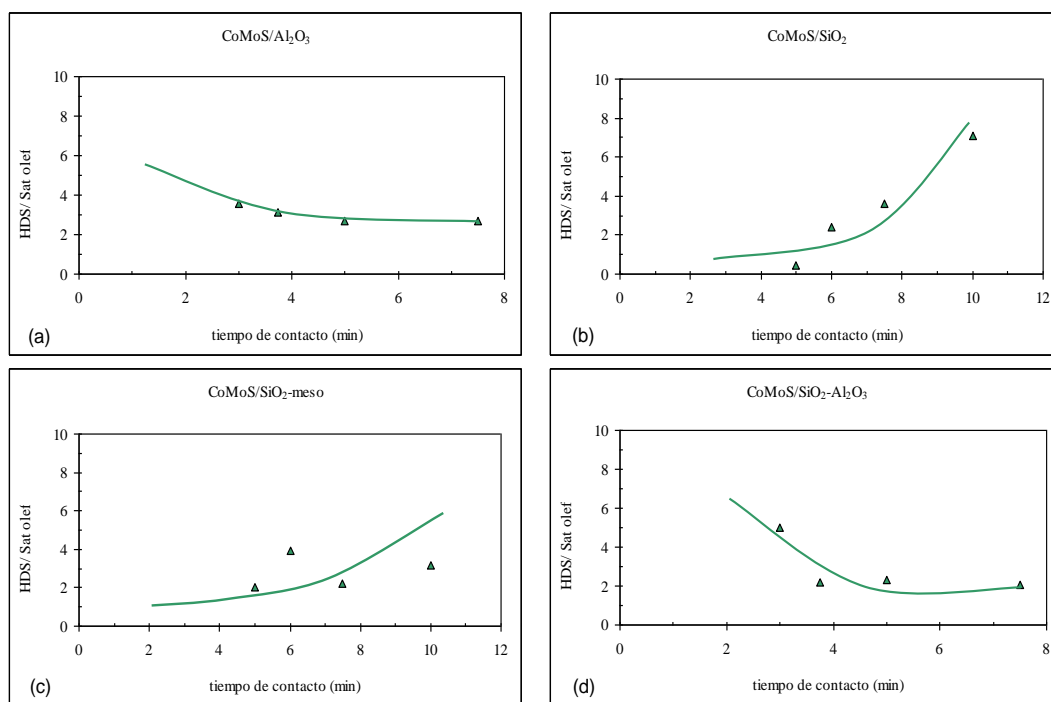 CoMoS/Al₂O₃
10
8
6
4
2
0
HDS/ Sat olef
0 2 4 6 8
tiempo de contacto (min)
(a)
CoMoS/SiO₂
10
8
6
4
2
0
HDS/ Sat olef
0 2 4 6 8 10 12
tiempo de contacto (min)
(b)
CoMoS/SiO₂-meso
10
8
6
4
2
0
HDS/ Sat olef
0 2 4 6 8 10 12
tiempo de contacto (min)
(c)
CoMoS/SiO₂-Al₂O₃
10
8
6
4
2
0
HDS/ Sat olef
0 2 4 6 8
tiempo de contacto (min)
(d)